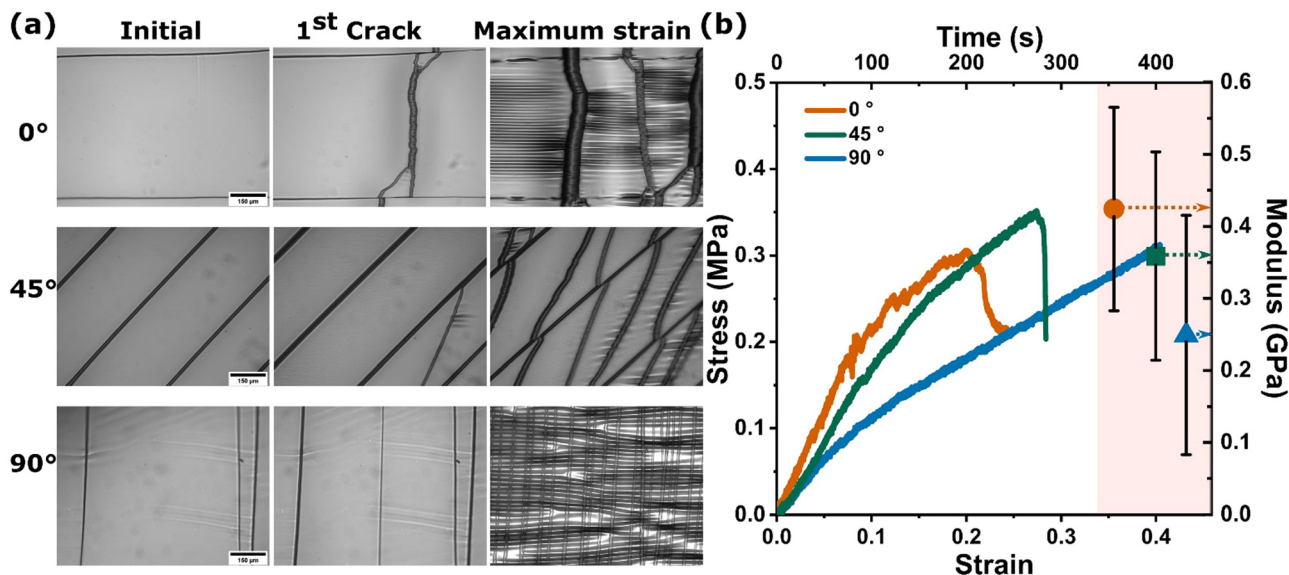 (a)
Initial
1st Crack
Maximum strain
0°
150 μm
45°
150 μm
90°
150 μm
(b)
Time (s)
0 100 200 300 400
0.5
0.4
0.3
0.2
0.1
0.0
Stress (MPa)
0 °
45 °
90 °
0.6
0.5
0.4
0.3
0.2
0.1
0.0
Modulus (GPa)
0.0 0.1 0.2 0.3 0.4
Strain